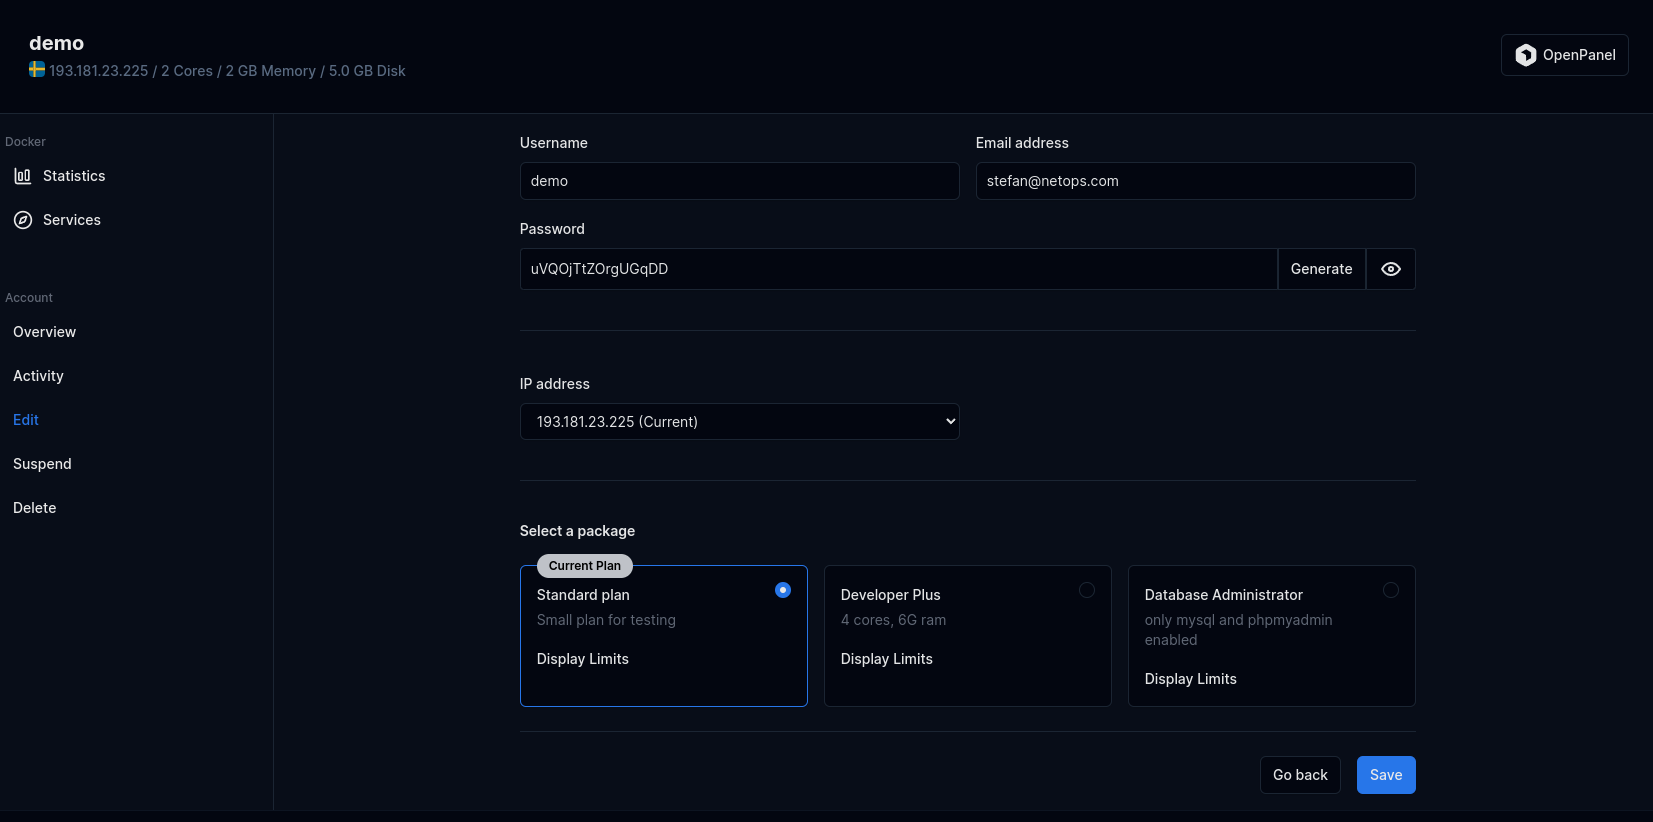 demo
193.181.23.225 / 2 Cores / 2 GB Memory / 5.0 GB Disk
OpenPanel
Docker
Statistics
Services
Account
Overview
Activity
Edit
Suspend
Delete
Username
demo
Email address
stefan@netops.com
Password
uVQOjTtZOrgUGqDD
Generate
IP address
193.181.23.225 (Current)
Select a package
Current Plan
Standard plan
Small plan for testing
Display Limits
Developer Plus
4 cores, 6G ram
Display Limits
Database Administrator
only mysql and phpmyadmin
enabled
Display Limits
Go back
Save